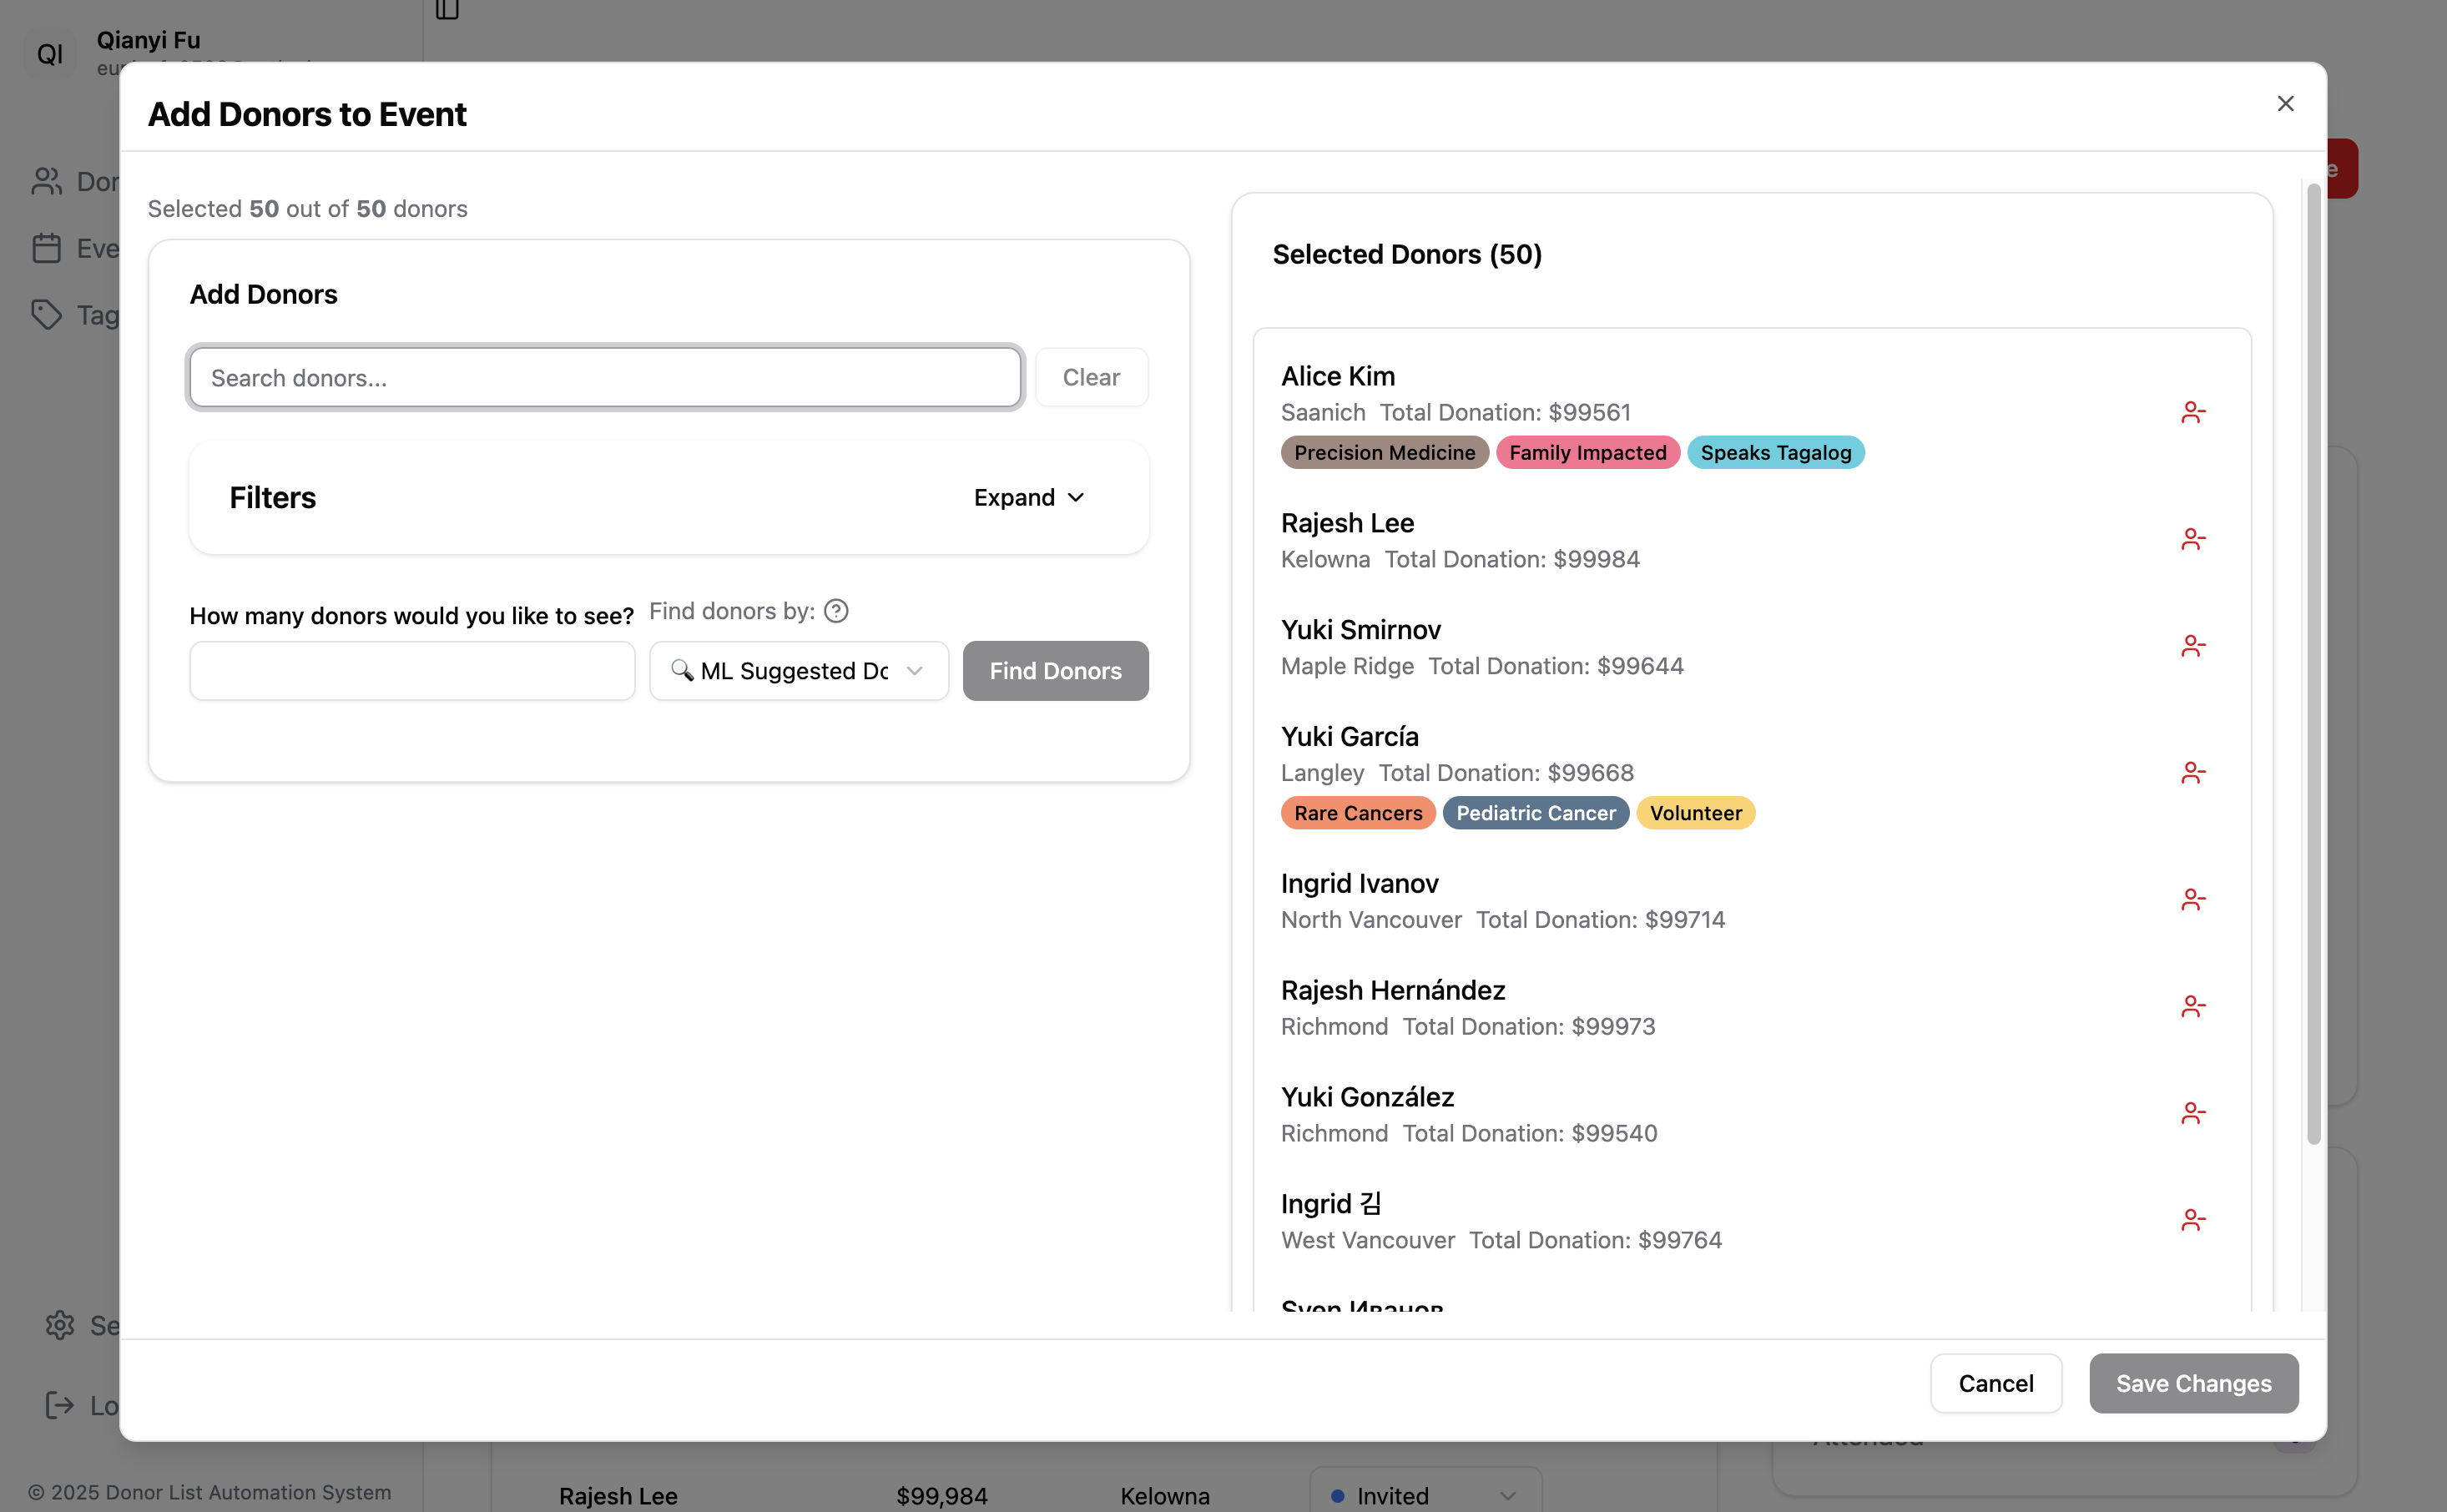 QI
Qianyi Fu
Add Donors to Event
Selected 50 out of 50 donors
Add Donors
Search donors...
Clear
Filters
Expand
How many donors would you like to see?
Find donors by:
ML Suggested Do
Find Donors
Selected Donors (50)
Alice Kim
Saanich Total Donation: $99561
Precision Medicine Family Impacted Speaks Tagalog
Rajesh Lee
Kelowna Total Donation: $99984
Yuki Smirnov
Maple Ridge Total Donation: $99644
Yuki García
Langley Total Donation: $99668
Rare Cancers Pediatric Cancer Volunteer
Ingrid Ivanov
North Vancouver Total Donation: $99714
Rajesh Hernández
Richmond Total Donation: $99973
Yuki González
Richmond Total Donation: $99540
Ingrid 김
West Vancouver Total Donation: $99764
Sven Иванов
Cancel
Save Changes
Don
Eve
Tag
Se
Lo
© 2025 Donor List Automation System
Rajesh Lee $99,984 Kelowna Invited